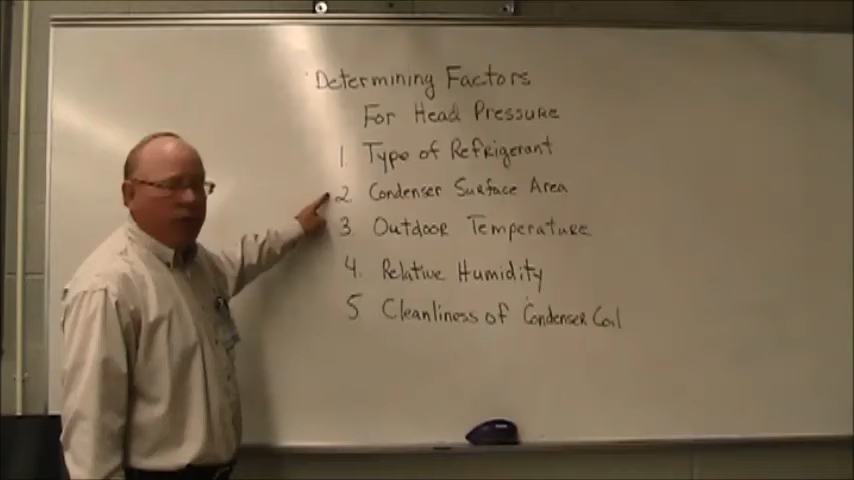 Determining Factors
For Head Pressure
1 Type of Refrigerant
2. Condenser Surface Area
3. Outdoor Temperature
4. Relative Humidity
5 Cleanliness of Condenser Coil